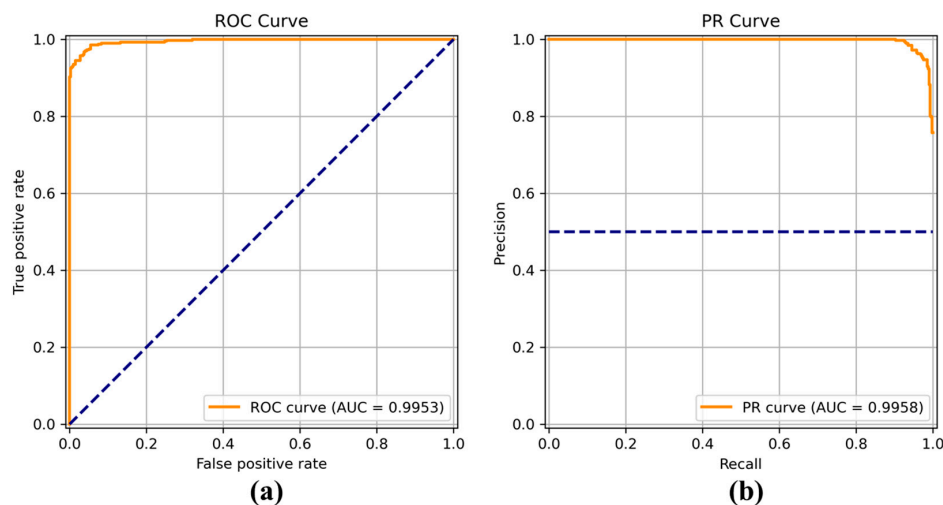 ROC Curve
1.0
0.8
0.6
0.4
0.2
0.0
True positive rate
0.0 0.2 0.4 0.6 0.8 1.0
False positive rate
ROC curve (AUC = 0.9953)
(a)
PR Curve
1.0
0.8
0.6
0.4
0.2
0.0
Precision
0.0 0.2 0.4 0.6 0.8 1.0
Recall
PR curve (AUC = 0.9958)
(b)